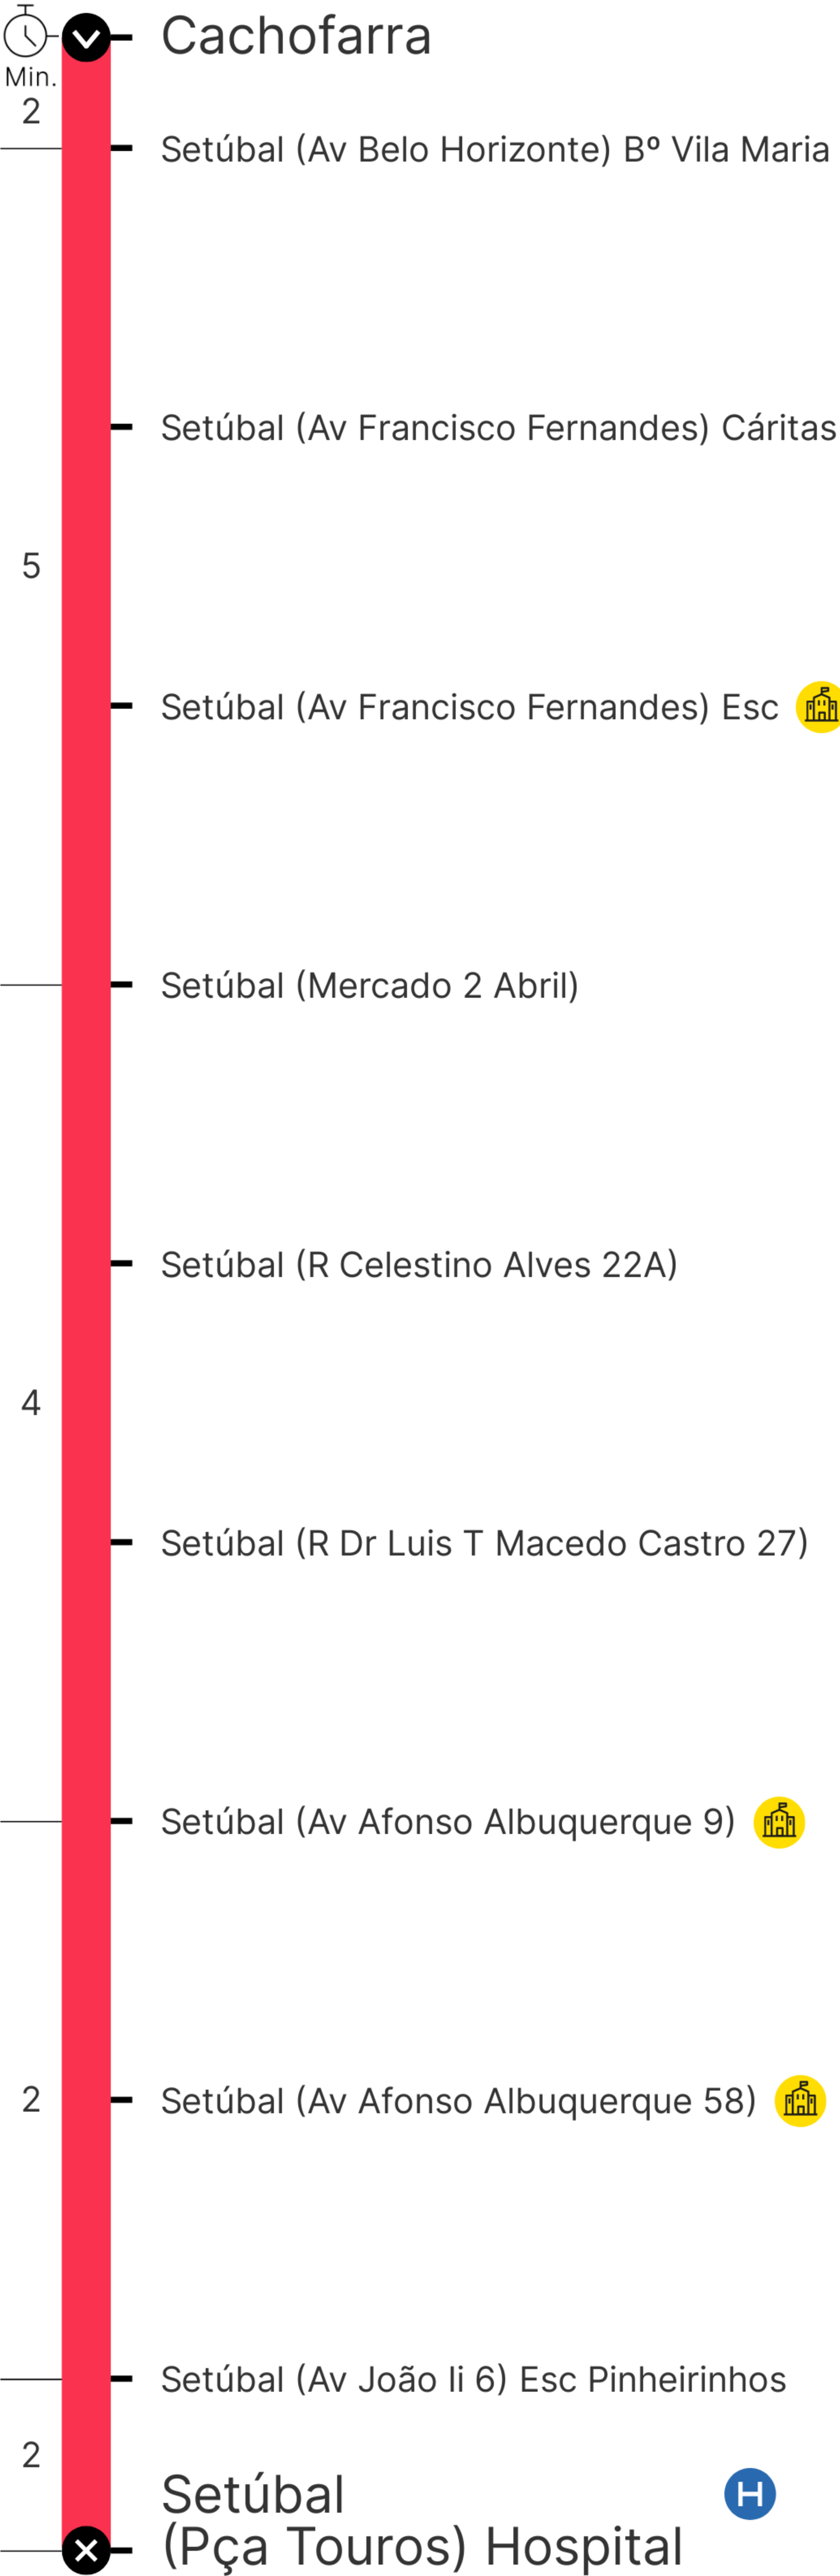 Cachofarra
Min.
2
Setúbal (Av Belo Horizonte) Bº Vila Maria
Setúbal (Av Francisco Fernandes) Cáritas
5
Setúbal (Av Francisco Fernandes) Esc
Setúbal (Mercado 2 Abril)
Setúbal (R Celestino Alves 22A)
4
Setúbal (R Dr Luis T Macedo Castro 27)
Setúbal (Av Afonso Albuquerque 9)
2
Setúbal (Av Afonso Albuquerque 58)
Setúbal (Av João Ii 6) Esc Pinheirinhos
2
Setúbal
H
(Pça Touros) Hospital